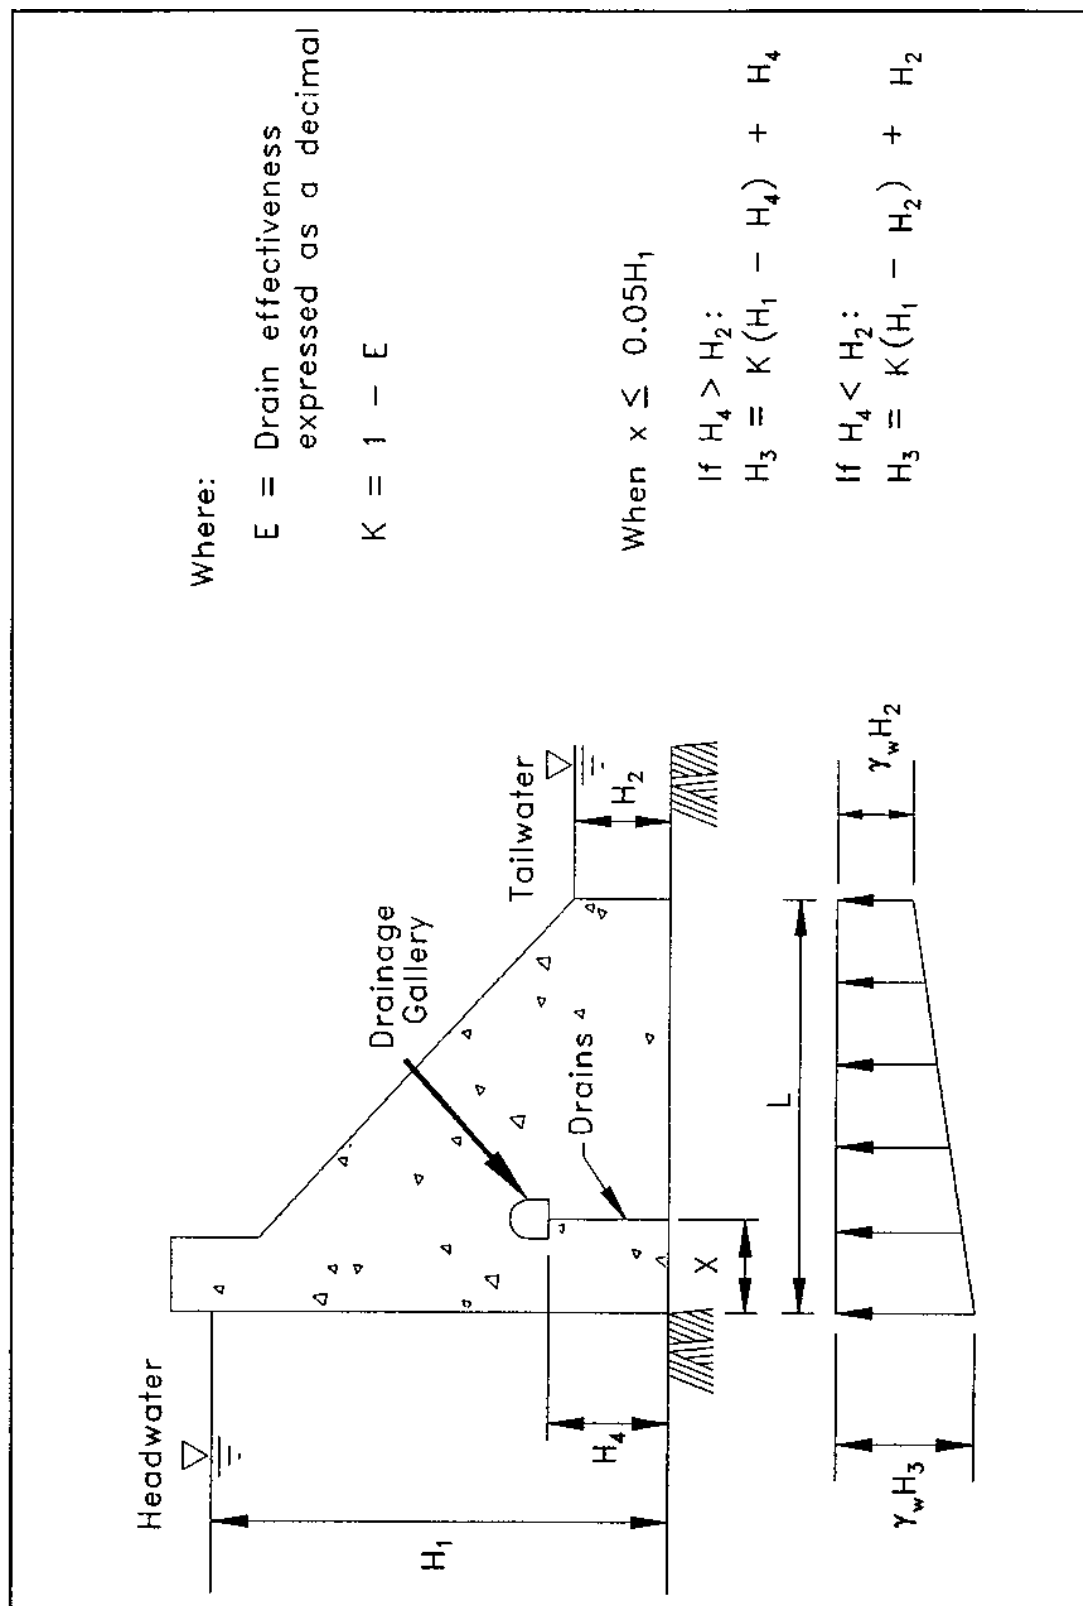 Where:
E = Drain effectiveness
expressed as a decimal
K = 1 − E
When x ≤ 0.05H₁
If H₄ > H₂:
H₃ = K(H₁ − H₄) + H₄
If H₄ < H₂:
H₃ = K(H₁ − H₂) + H₂
Headwater
Drainage
Gallery
Tailwater
H₁
H₄
Drains
H₂
X
L
γwH₃
γwH₂